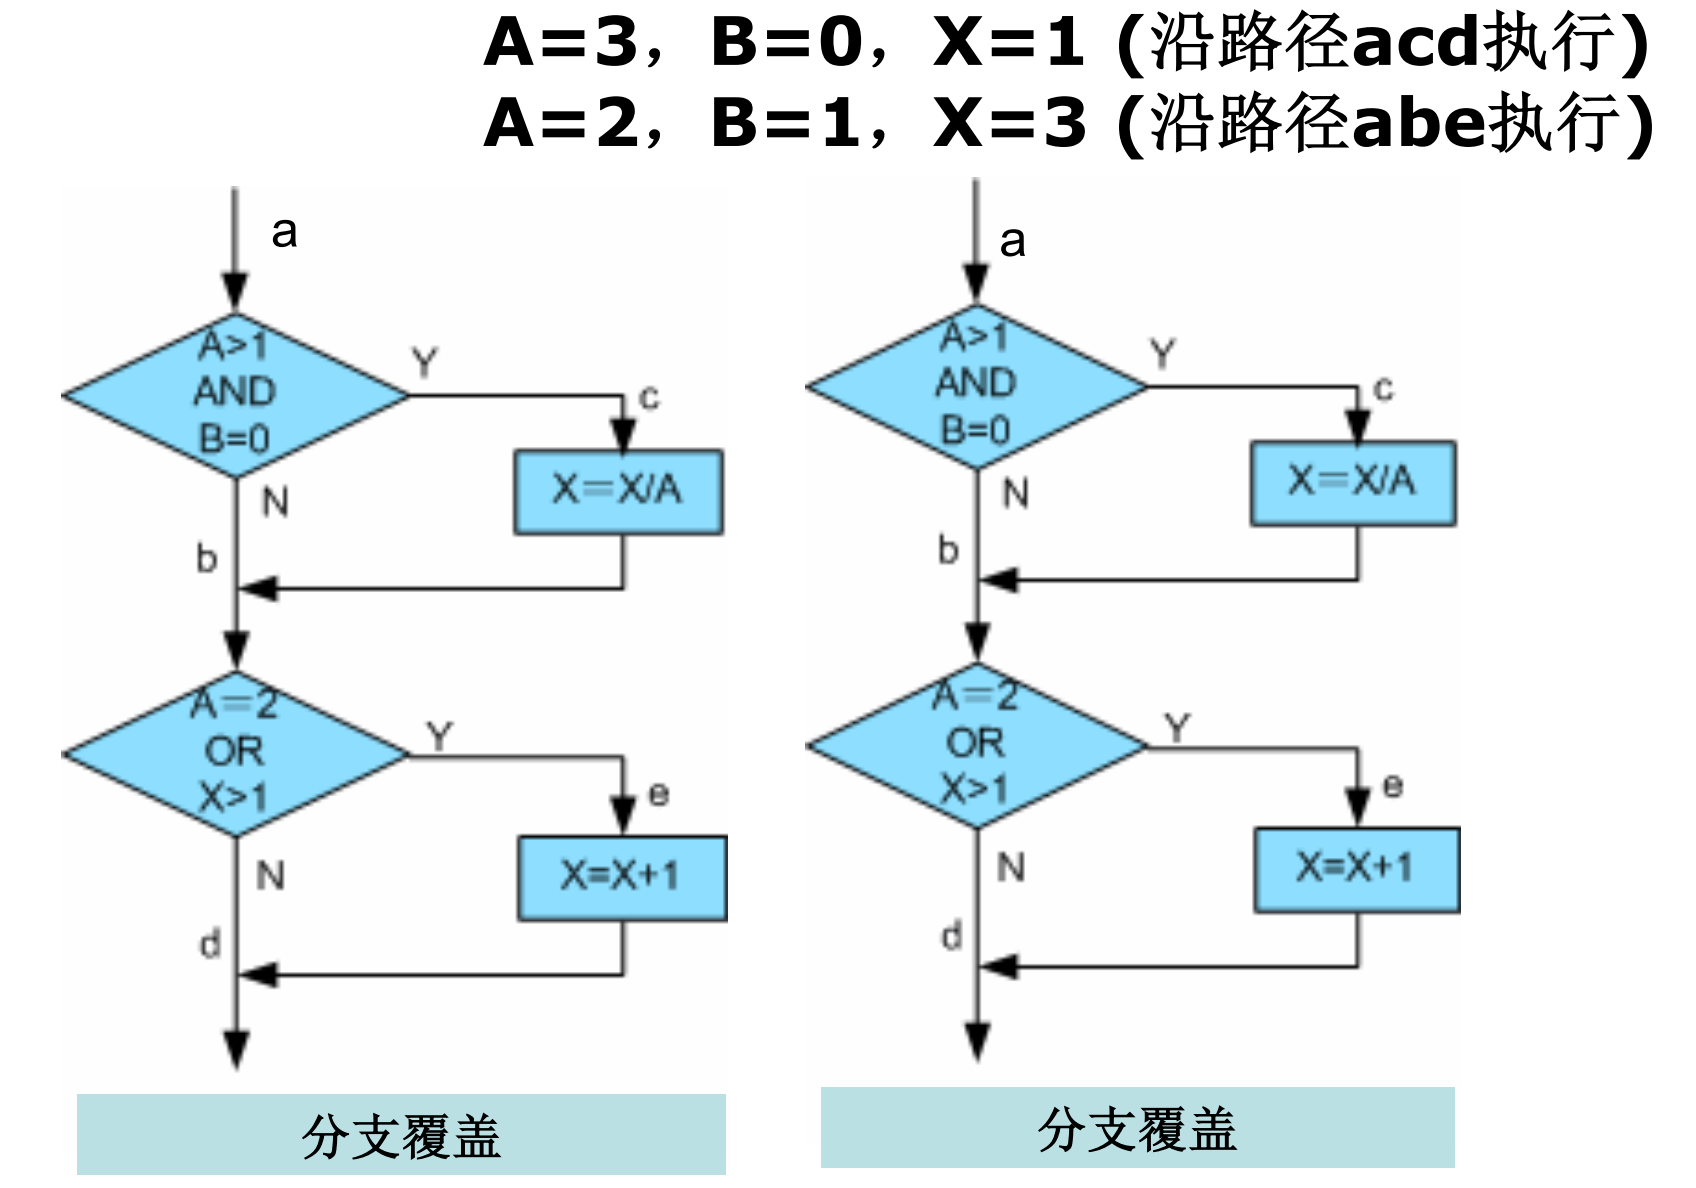 A=3，B=0，X=1 (沿路径acd执行)
A=2，B=1，X=3 (沿路径abe执行)
a
A>1
AND
B=0
Y
c
X＝X/A
N
b
A＝2
OR
X>1
Y
e
X=X+1
N
d
分支覆盖
a
A>1
AND
B=0
Y
c
X＝X/A
N
b
A＝2
OR
X>1
Y
e
X=X+1
N
d
分支覆盖